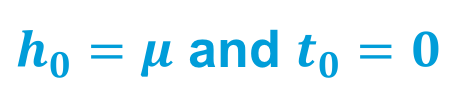 h₀ = μ and t₀ = 0